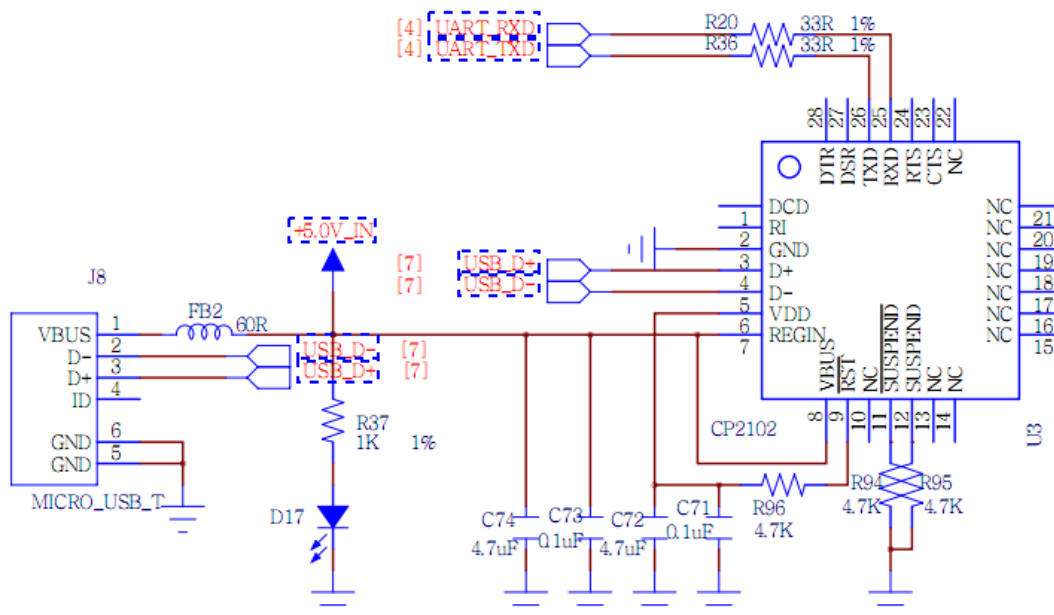 [4] UART_RXD R20 33R 1%
[4] UART_TXD R36 33R 1%
28 27 26 25 24 23 22
DTR DSR TXD RXD RTS CTS NC
DCD NC
1 RI NC 21
2 GND NC 20
[7] USB_D+ 3 D+ NC 19
[7] USB_D- 4 D- NC 18
5 VDD NC 17
6 REGIN NC 16
7 15
VBUS RST NC SUSPEND SUSPEND NC NC
8 9 10 11 12 13 14
CP2102
U3
+5.0V_IN
J8
FB2
60R
VBUS 1
D- 2 USB_D- [7]
D+ 3 USB_D+ [7]
ID 4
GND 6
GND 5
MICRO_USB_T
R37
1K 1%
D17
C74
4.7uF
C73
0.1uF
C72
4.7uF
C71
0.1uF
R96
4.7K
R94
4.7K
R95
4.7K